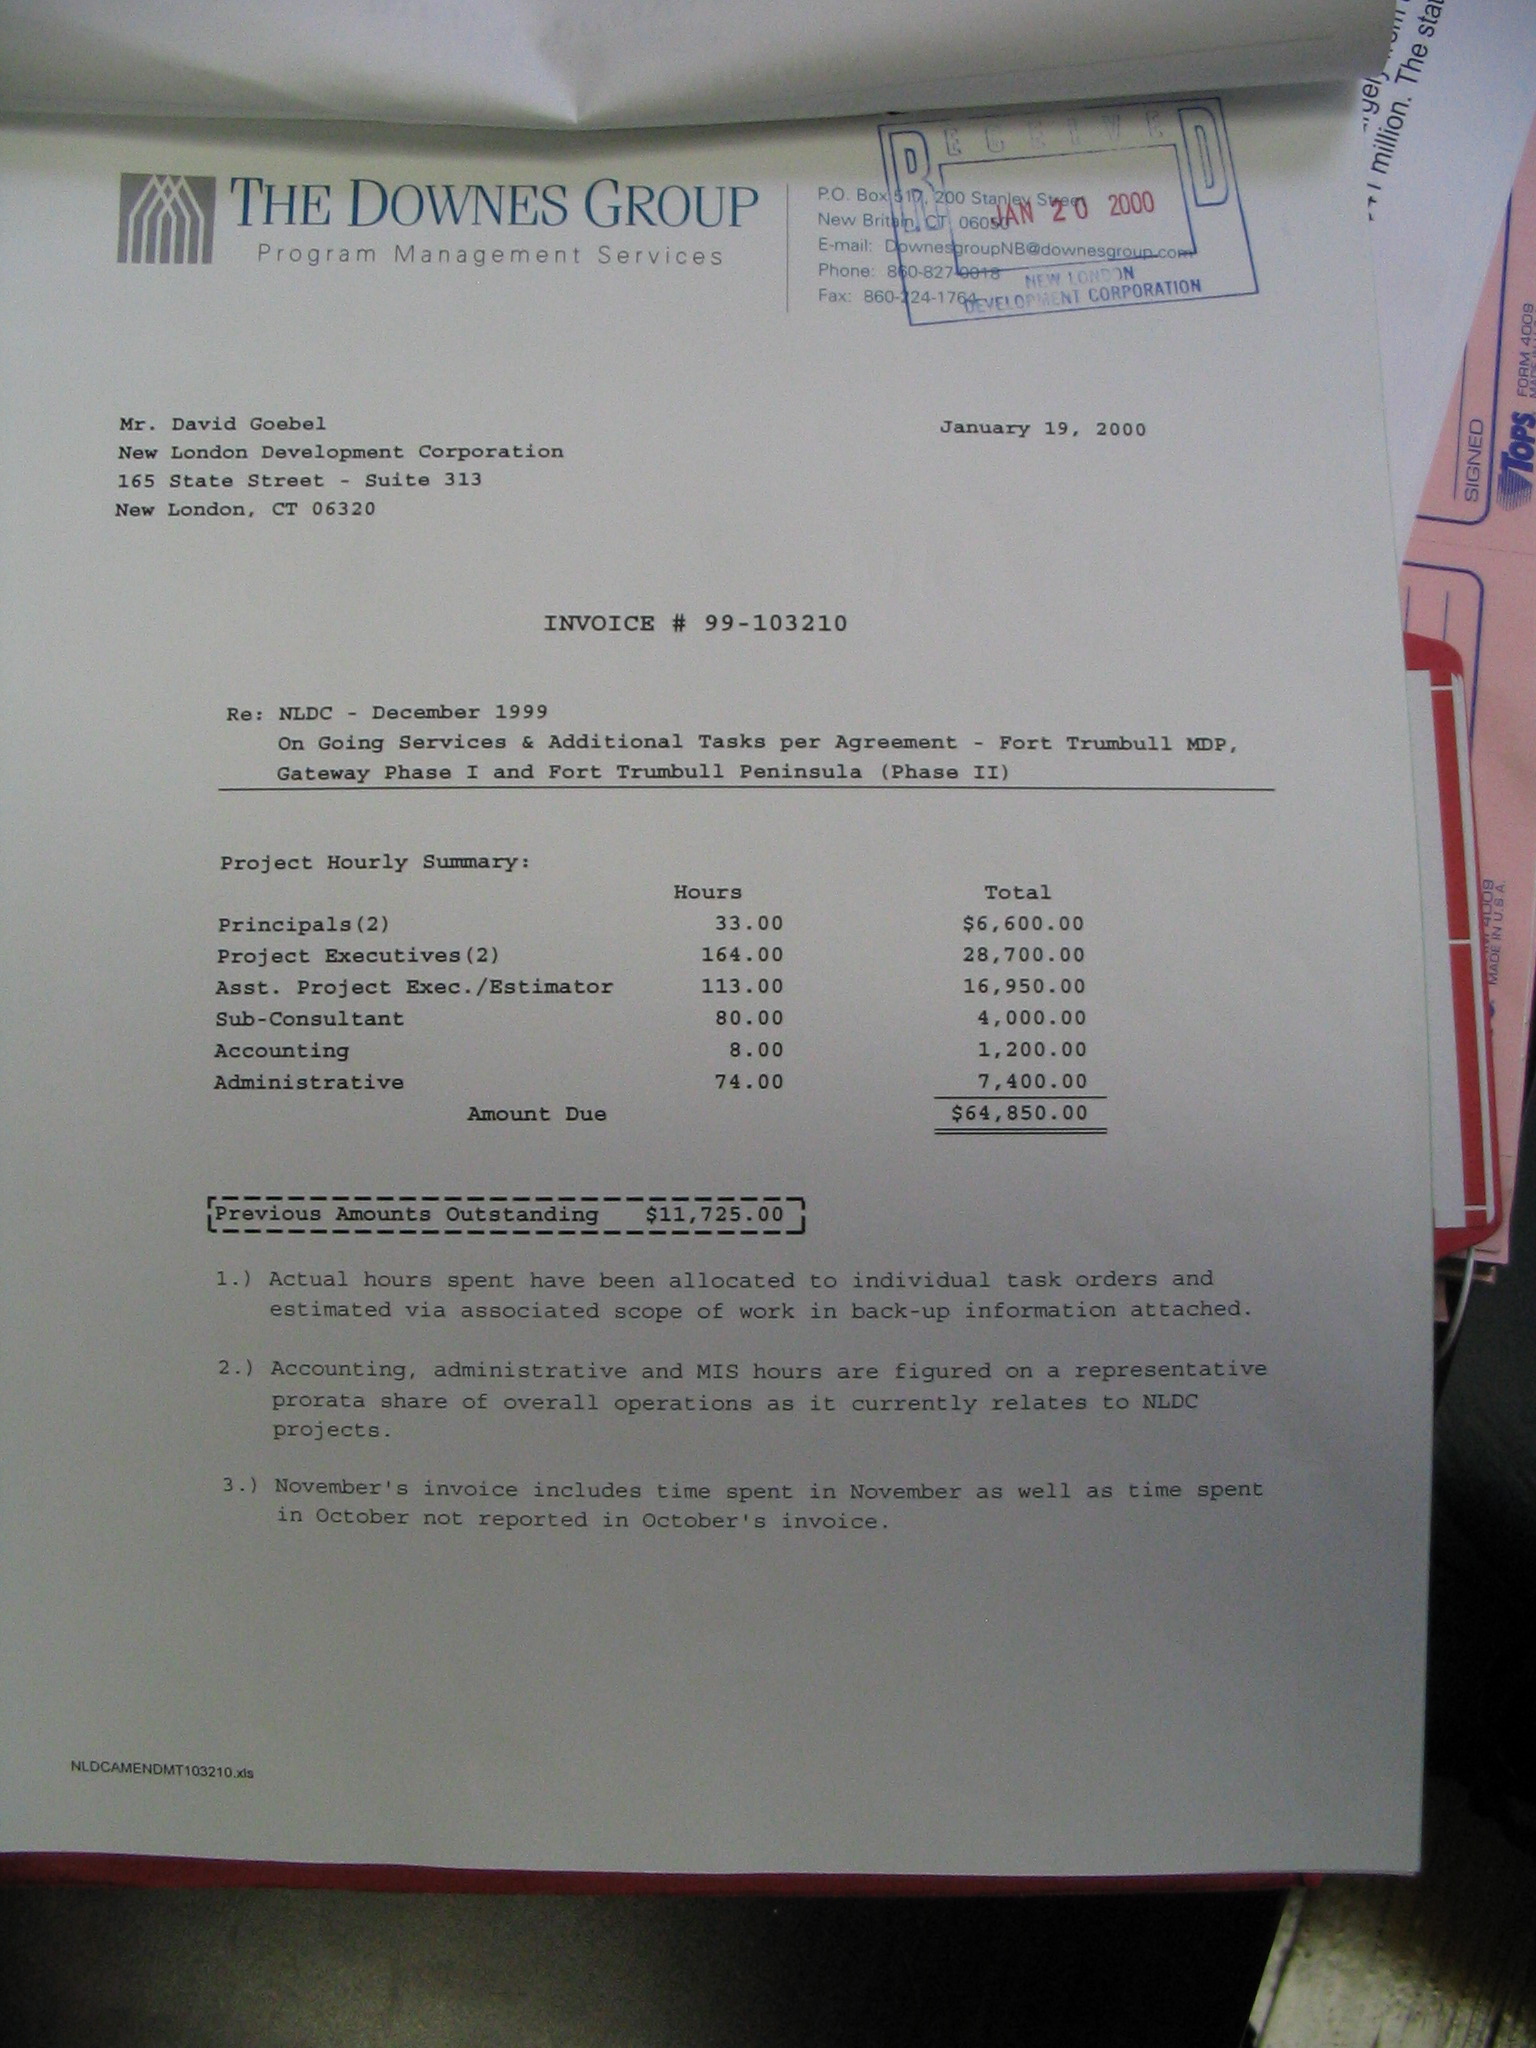 THE DOWNES GROUP
Program Management Services
P.O. Box 517, 200 Stanley Street
New Britain, CT 06050
E-mail: DownesgroupNB@downesgroup.com
Phone: 860-827-0018
Fax: 860-224-1764
RECEIVED
JAN 20 2000
NEW LONDON
DEVELOPMENT CORPORATION
Mr. David Goebel
New London Development Corporation
165 State Street - Suite 313
New London, CT 06320
January 19, 2000
INVOICE # 99-103210
Re: NLDC - December 1999
On Going Services & Additional Tasks per Agreement - Fort Trumbull MDP,
Gateway Phase I and Fort Trumbull Peninsula (Phase II)
Project Hourly Summary:
Hours Total
Principals(2) 33.00 $6,600.00
Project Executives(2) 164.00 28,700.00
Asst. Project Exec./Estimator 113.00 16,950.00
Sub-Consultant 80.00 4,000.00
Accounting 8.00 1,200.00
Administrative 74.00 7,400.00
Amount Due $64,850.00
Previous Amounts Outstanding $11,725.00
1.) Actual hours spent have been allocated to individual task orders and
estimated via associated scope of work in back-up information attached.
2.) Accounting, administrative and MIS hours are figured on a representative
prorata share of overall operations as it currently relates to NLDC
projects.
3.) November's invoice includes time spent in November as well as time spent
in October not reported in October's invoice.
NLDCAMENDMT103210.xls
million. The
SIGNED
TOPS
FORM 4009
4009
MADE IN U.S.A.